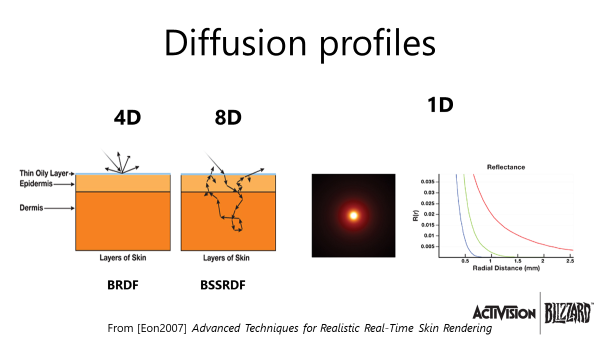 Diffusion profiles
4D
8D
1D
Thin Oily Layer
Epidermis
Dermis
Layers of Skin
Layers of Skin
BRDF
BSSRDF
Reflectance
R(r)
0.035
0.03
0.025
0.02
0.015
0.01
0.005
0.5
1
1.5
2
2.5
Radial Distance (mm)
ACTIVISION
BLIZZARD
From [Eon2007] Advanced Techniques for Realistic Real-Time Skin Rendering